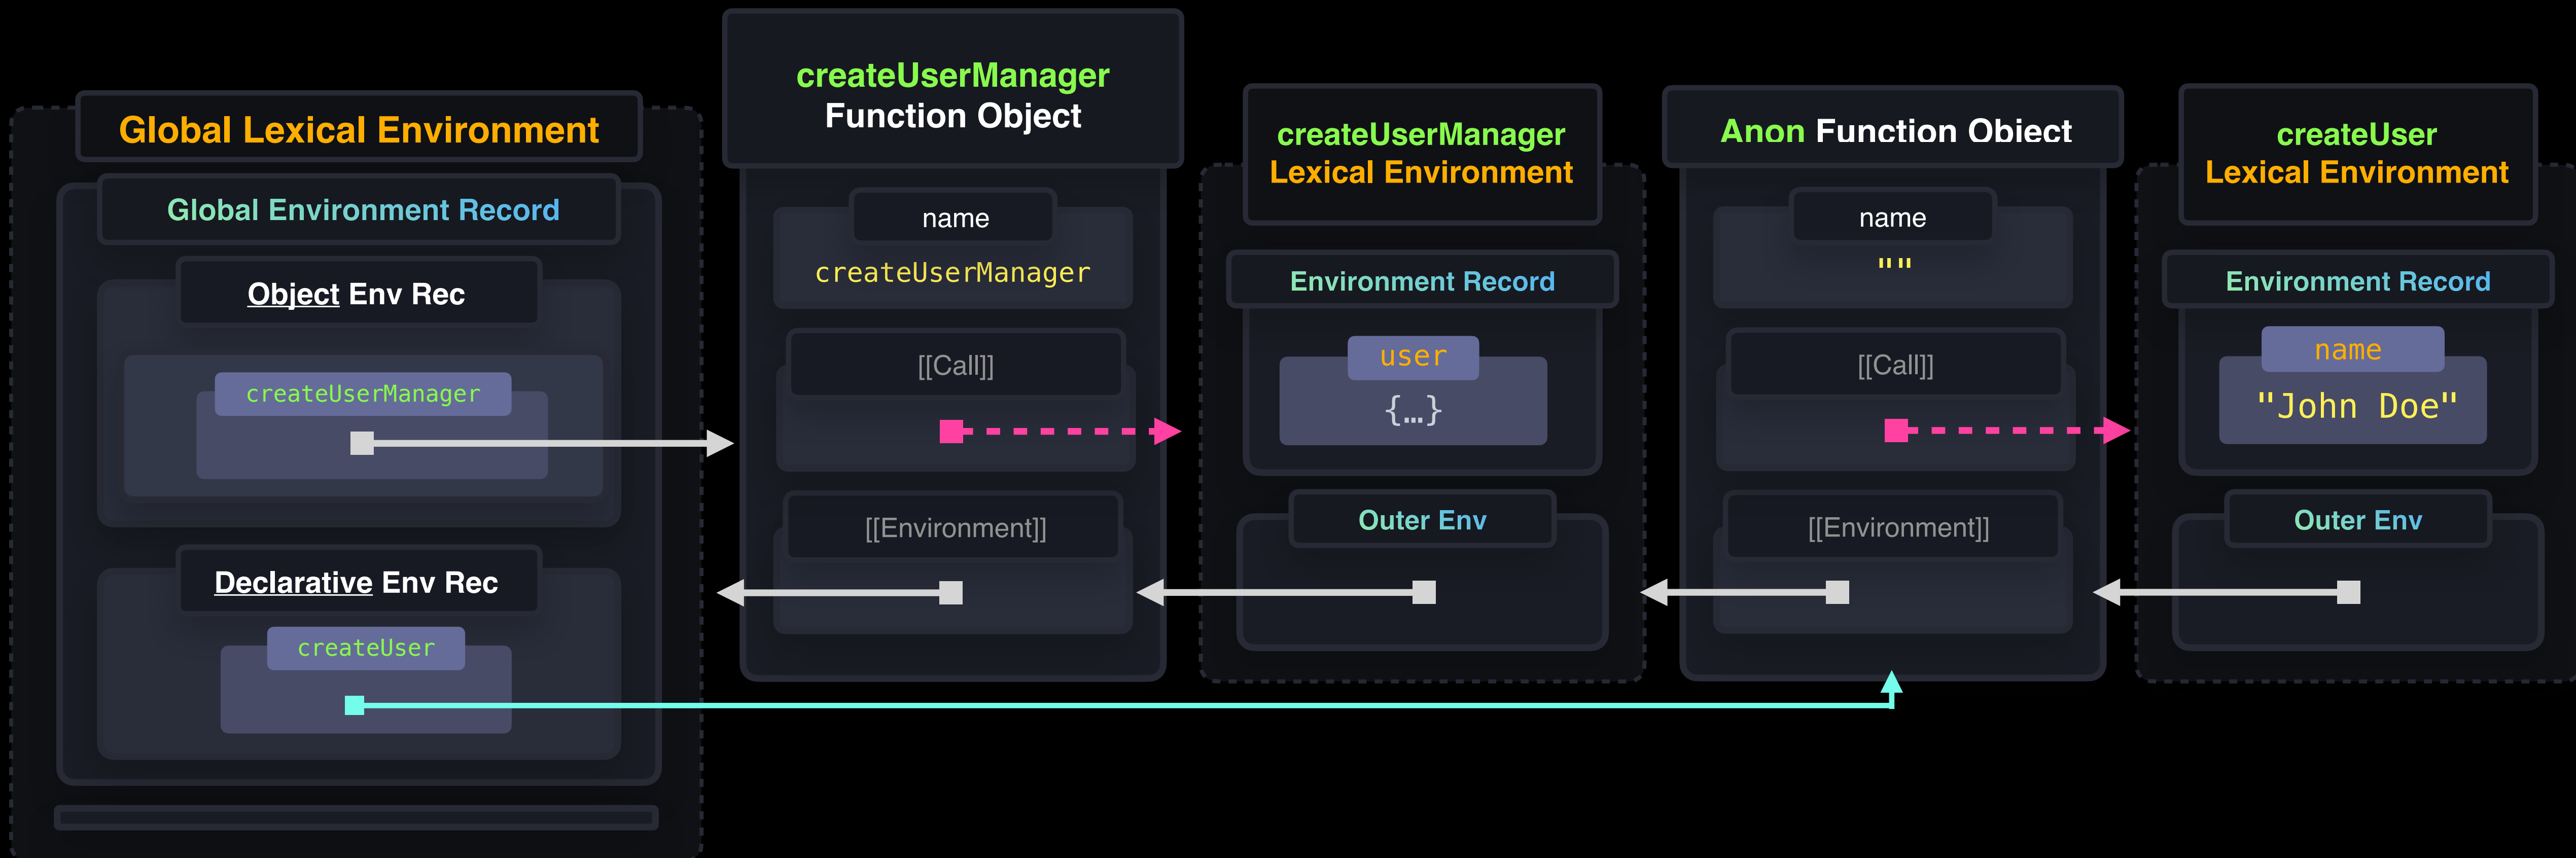 Global Lexical Environment
Global Environment Record
Object Env Rec
createUserManager
Declarative Env Rec
createUser
createUserManager
Function Object
name
createUserManager
[[Call]]
[[Environment]]
createUserManager
Lexical Environment
Environment Record
user
{…}
Outer Env
Anon Function Object
name
""
[[Call]]
[[Environment]]
createUser
Lexical Environment
Environment Record
name
"John Doe"
Outer Env